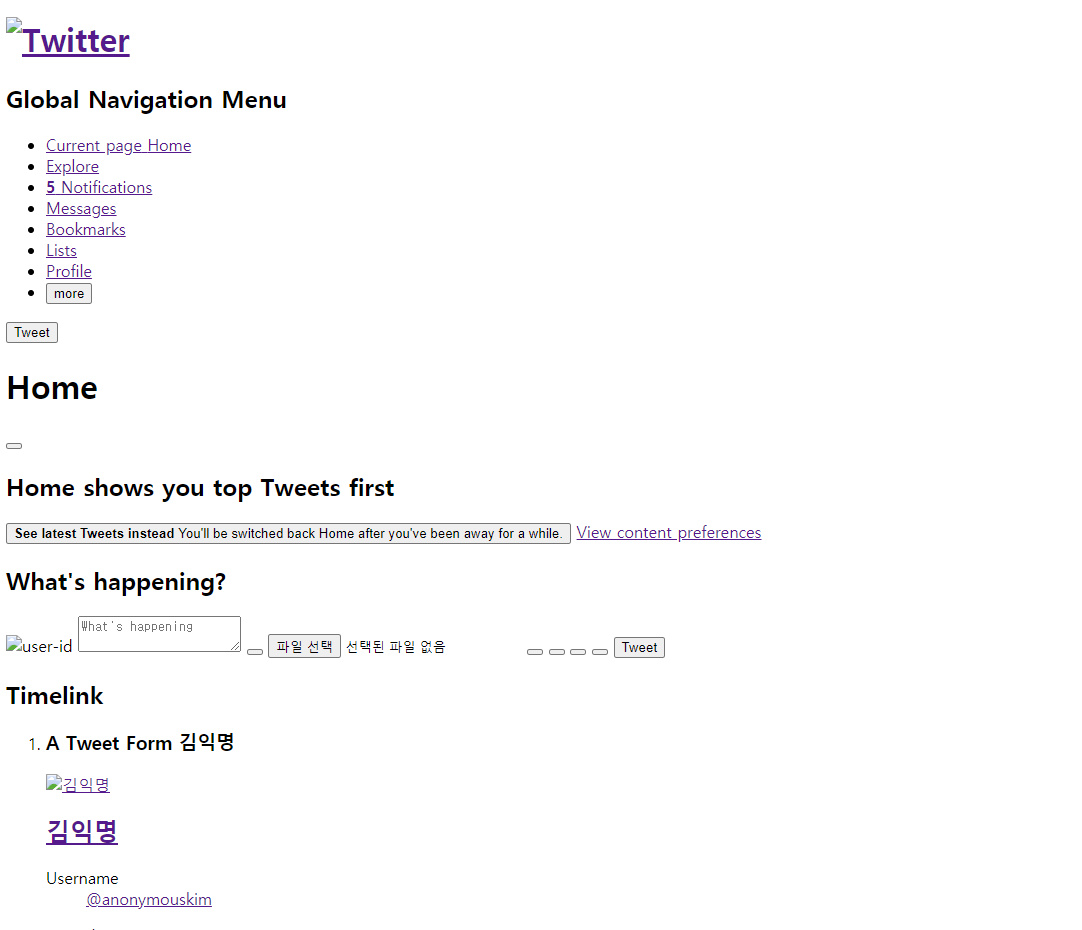 Twitter
Global Navigation Menu
Current page Home
Explore
5 Notifications
Messages
Bookmarks
Lists
Profile
more
Tweet
Home
Home shows you top Tweets first
See latest Tweets instead You'll be switched back Home after you've been away for a while. View content preferences
What's happening?
user-id What's happening 파일 선택 선택된 파일 없음 Tweet
Timelink
1. A Tweet Form 김익명
김익명
김익명
Username
@anonymouskim